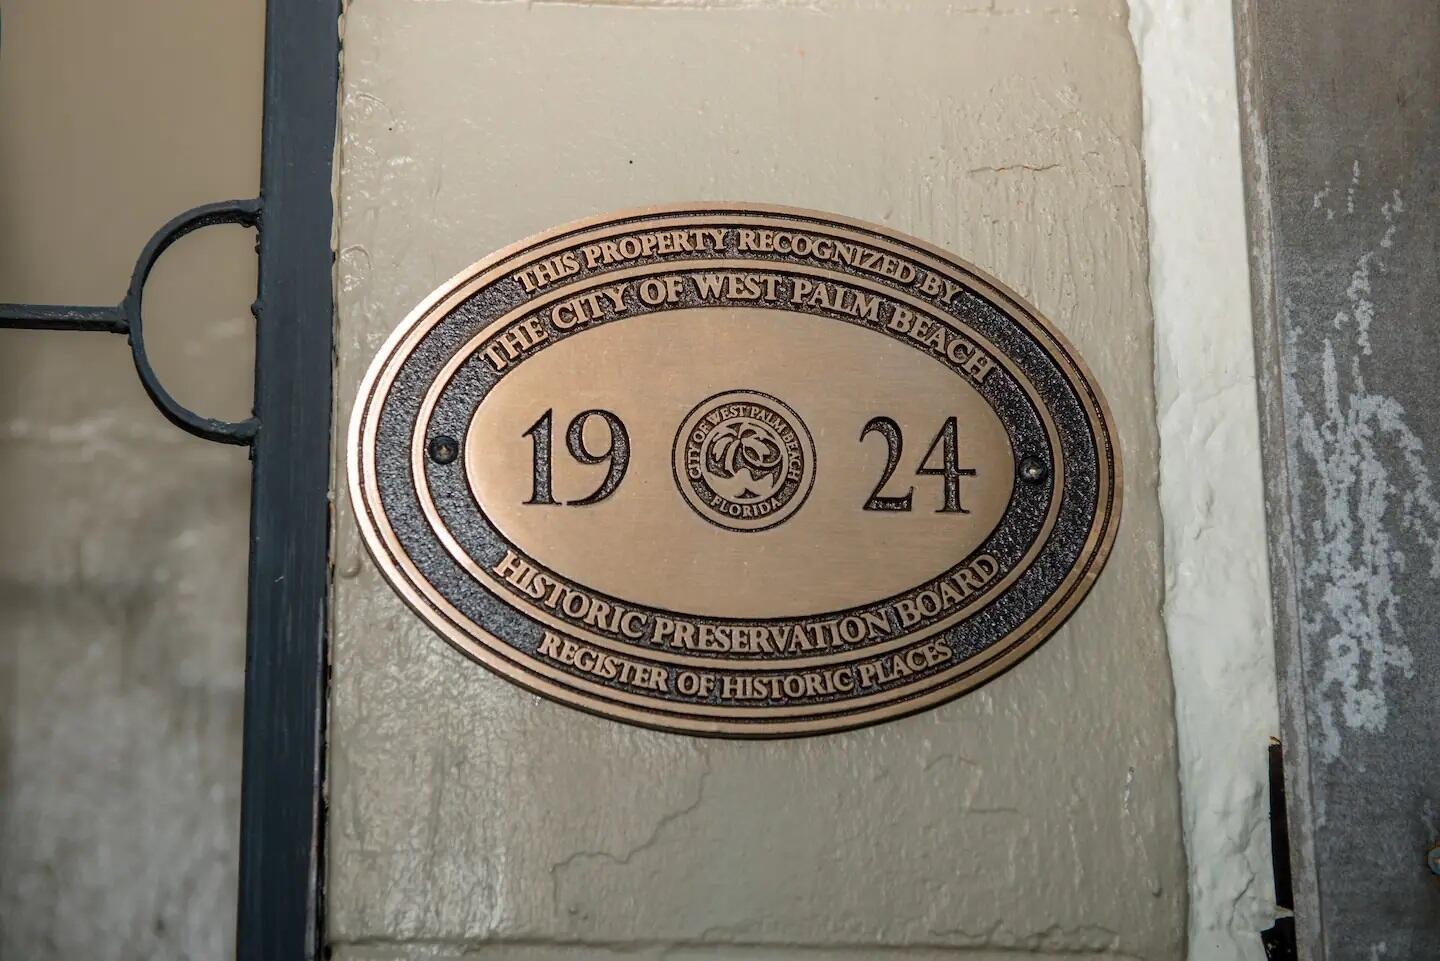 THIS PROPERTY RECOGNIZED BY
THE CITY OF WEST PALM BEACH
19
CITY OF WEST PALM BEACH
FLORIDA
24
HISTORIC PRESERVATION BOARD
REGISTER OF HISTORIC PLACES